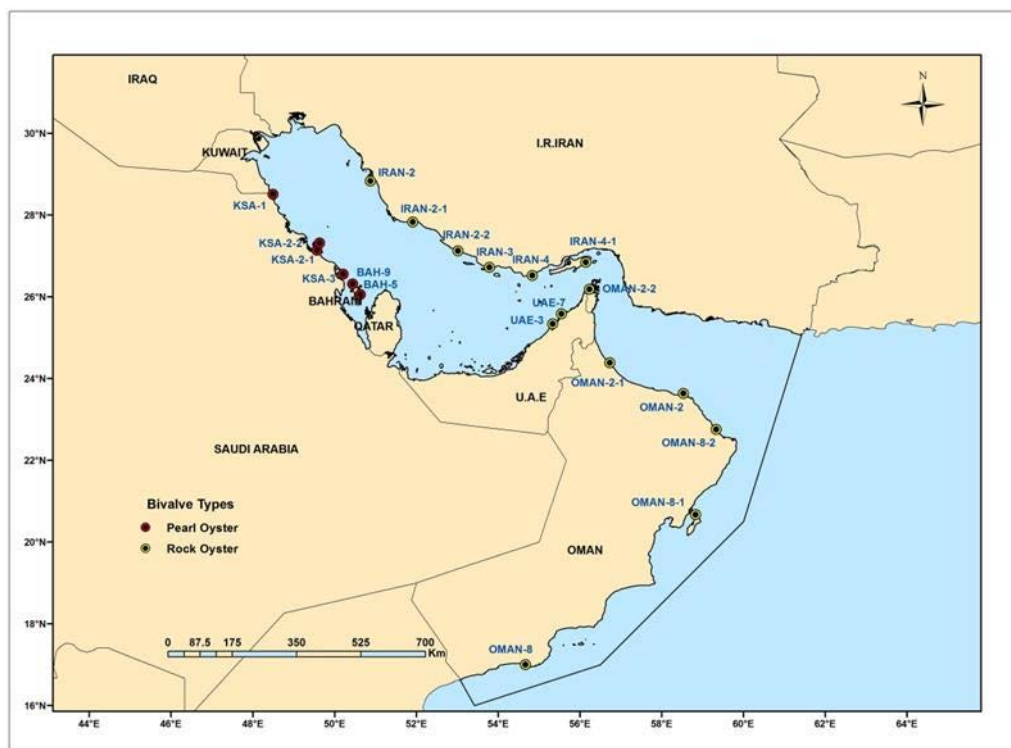 N
IRAQ
30°N
KUWAIT
I.R.IRAN
IRAN-2
28°N
KSA-1
IRAN-2-1
IRAN-2-2
KSA-2-2
KSA-2-1
IRAN-3
IRAN-4-1
IRAN-4
KSA-3
BAH-9
BAH-5
26°N
BAHRAIN
OMAN-2-2
QATAR
UAE-7
UAE-3
24°N
OMAN-2-1
U.A.E
OMAN-2
OMAN-8-2
22°N
SAUDI ARABIA
OMAN-8-1
Bivalve Types
Pearl Oyster
Rock Oyster
20°N
OMAN
18°N
0 87.5 175 350 525 700
Km
OMAN-8
16°N
44°E 46°E 48°E 50°E 52°E 54°E 56°E 58°E 60°E 62°E 64°E